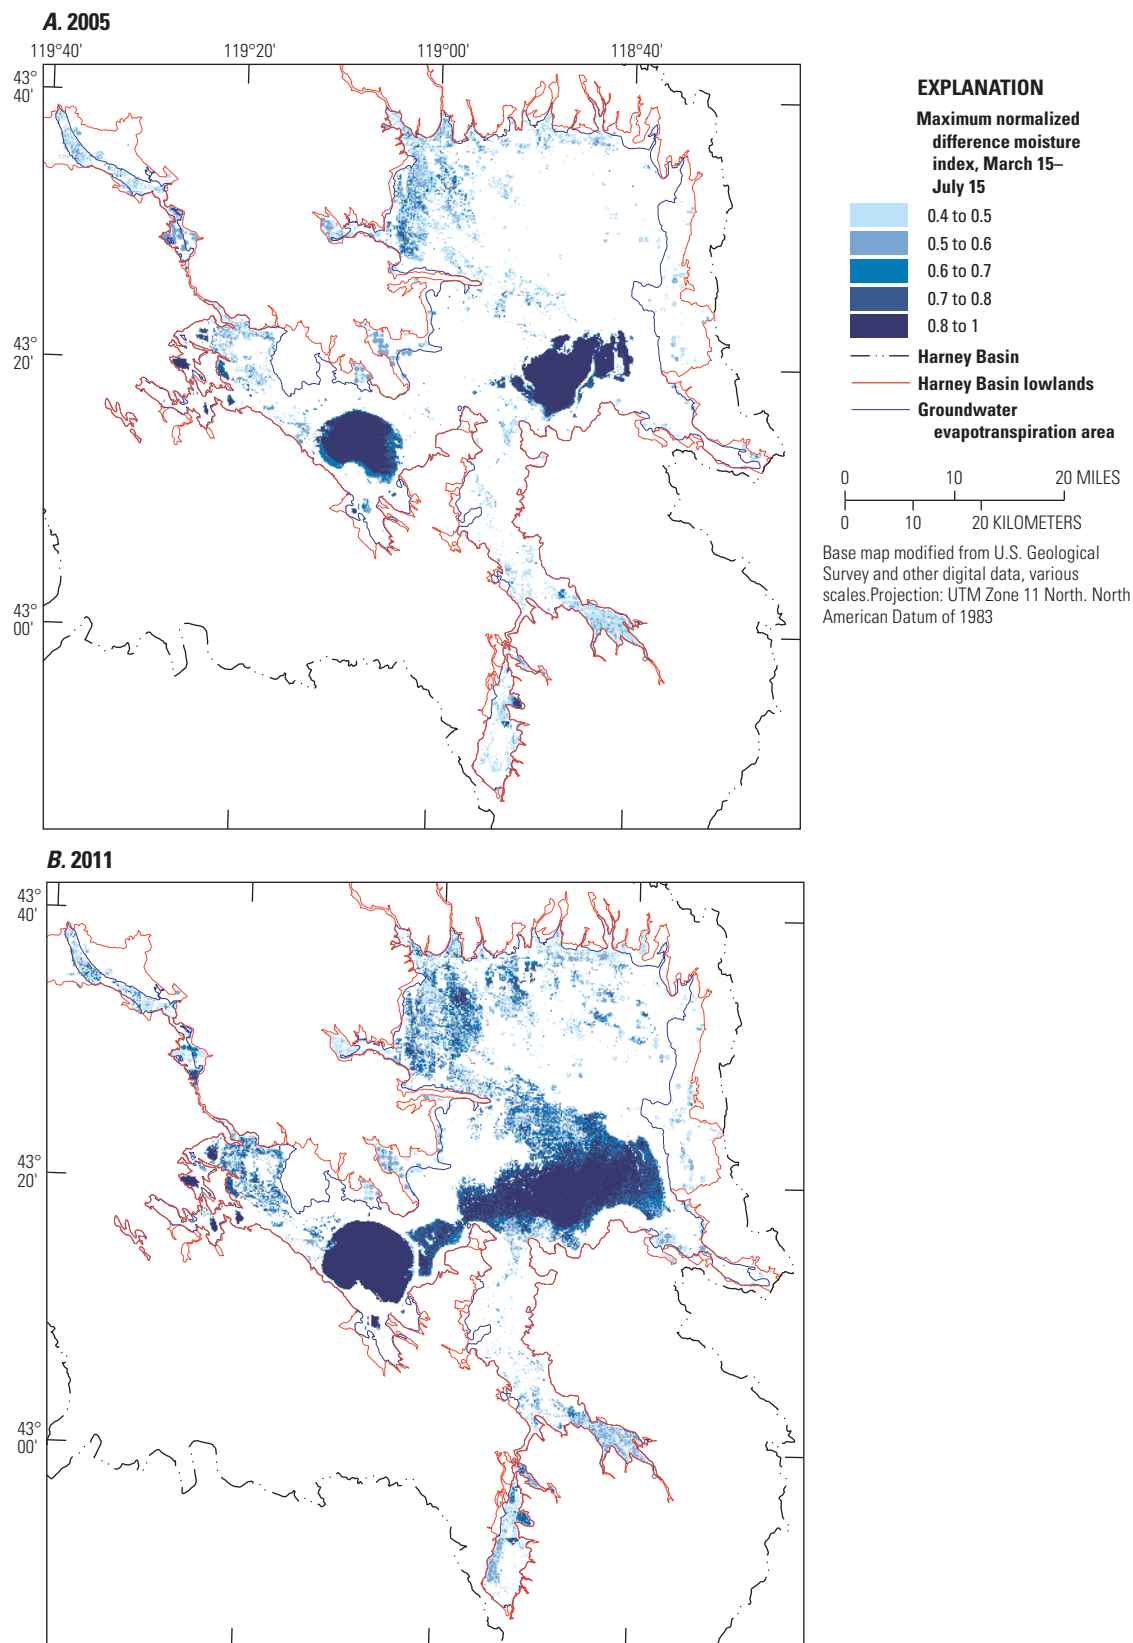 A. 2005
119°40' 119°20' 119°00' 118°40'
43°
40'
43°
20'
43°
00'
EXPLANATION
Maximum normalized
difference moisture
index, March 15–
July 15
0.4 to 0.5
0.5 to 0.6
0.6 to 0.7
0.7 to 0.8
0.8 to 1
Harney Basin
Harney Basin lowlands
Groundwater
evapotranspiration area
0 10 20 MILES
0 10 20 KILOMETERS
Base map modified from U.S. Geological
Survey and other digital data, various
scales.Projection: UTM Zone 11 North. North
American Datum of 1983
B. 2011
43°
40'
43°
20'
43°
00'